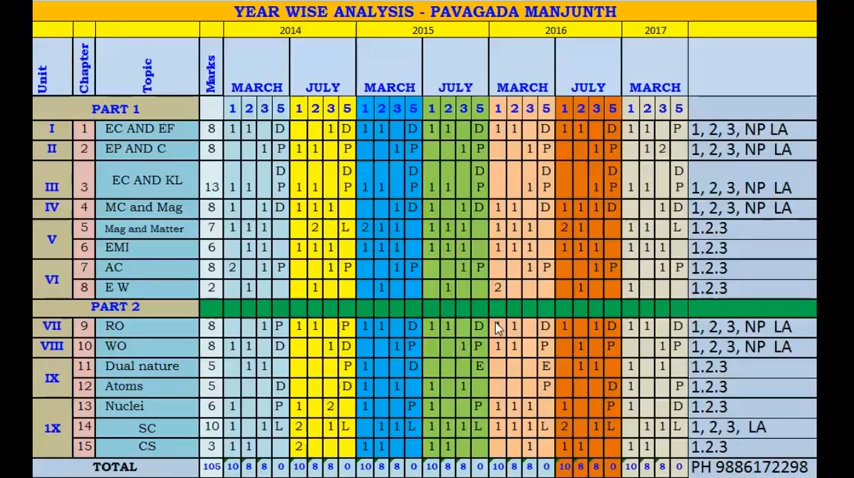 YEAR WISE ANALYSIS - PAVAGADA MANJUNTH
2014 2015 2016 2017
Unit Chapter Topic Marks MARCH JULY MARCH JULY MARCH JULY MARCH
PART 1 1 2 3 5 1 2 3 5 1 2 3 5 1 2 3 5 1 2 3 5 1 2 3 5 1 2 3 5
I 1 EC AND EF 8 1 1 D 1 D 1 1 D 1 1 D 1 1 D 1 1 D 1 1 P 1, 2, 3, NP LA
II 2 EP AND C 8 1 P 1 1 P 1 P 1 P 1 P 1 P 1 2 1, 2, 3, NP LA
D D D D D D D
III 3 EC AND KL 13 1 1 P 1 1 P 1 1 P 1 1 P 1 1 P 1 P 1 1 P 1, 2, 3, NP LA
IV 4 MC and Mag 8 1 D 1 1 1 1 D 1 D 1 1 D 1 1 1 D 1 D 1, 2, 3, NP LA
V 5 Mag and Matter 7 1 1 1 2 L 2 1 1 1 1 1 1 1 1 2 1 1 1 1 L 1.2.3
6 EMI 6 1 1 1 1 1 1 1 1 1 1 1 1 1 1 1 1 1 1 1 1.2.3
VI 7 AC 8 2 1 P 1 P 1 P 1 P 1 P 1 P 1 P 1.2.3
8 E W 2 1 1 1 1 2 1 1 1.2.3
PART 2
VII 9 RO 8 1 P 1 1 P 1 1 D 1 1 D 1 D 1 1 D 1 1 D 1, 2, 3, NP LA
VIII 10 WO 8 1 1 D 1 D 1 P 1 P 1 P 1 P 1 1 P 1, 2, 3, NP LA
IX 11 Dual nature 5 1 1 D 1 D E E 1 1 1 1 1.2.3
12 Atoms 5 D D 1 P 1 1 P D 1 P 1.2.3
1X 13 Nuclei 6 1 P 1 2 1 P 1 P 1 1 1 1 P 1 D 1.2.3
14 SC 10 1 1 L 2 1 L 1 1 L 1 1 L 1 1 L 2 1 L 1 1 L 1, 2, 3, LA
15 CS 3 1 1 2 1 1 1 1 1 1 1 1 1 1 1.2.3
TOTAL 105 10 8 8 0 10 8 8 0 10 8 8 0 10 8 8 0 10 8 8 0 10 8 8 0 10 8 8 0 PH 9886172298